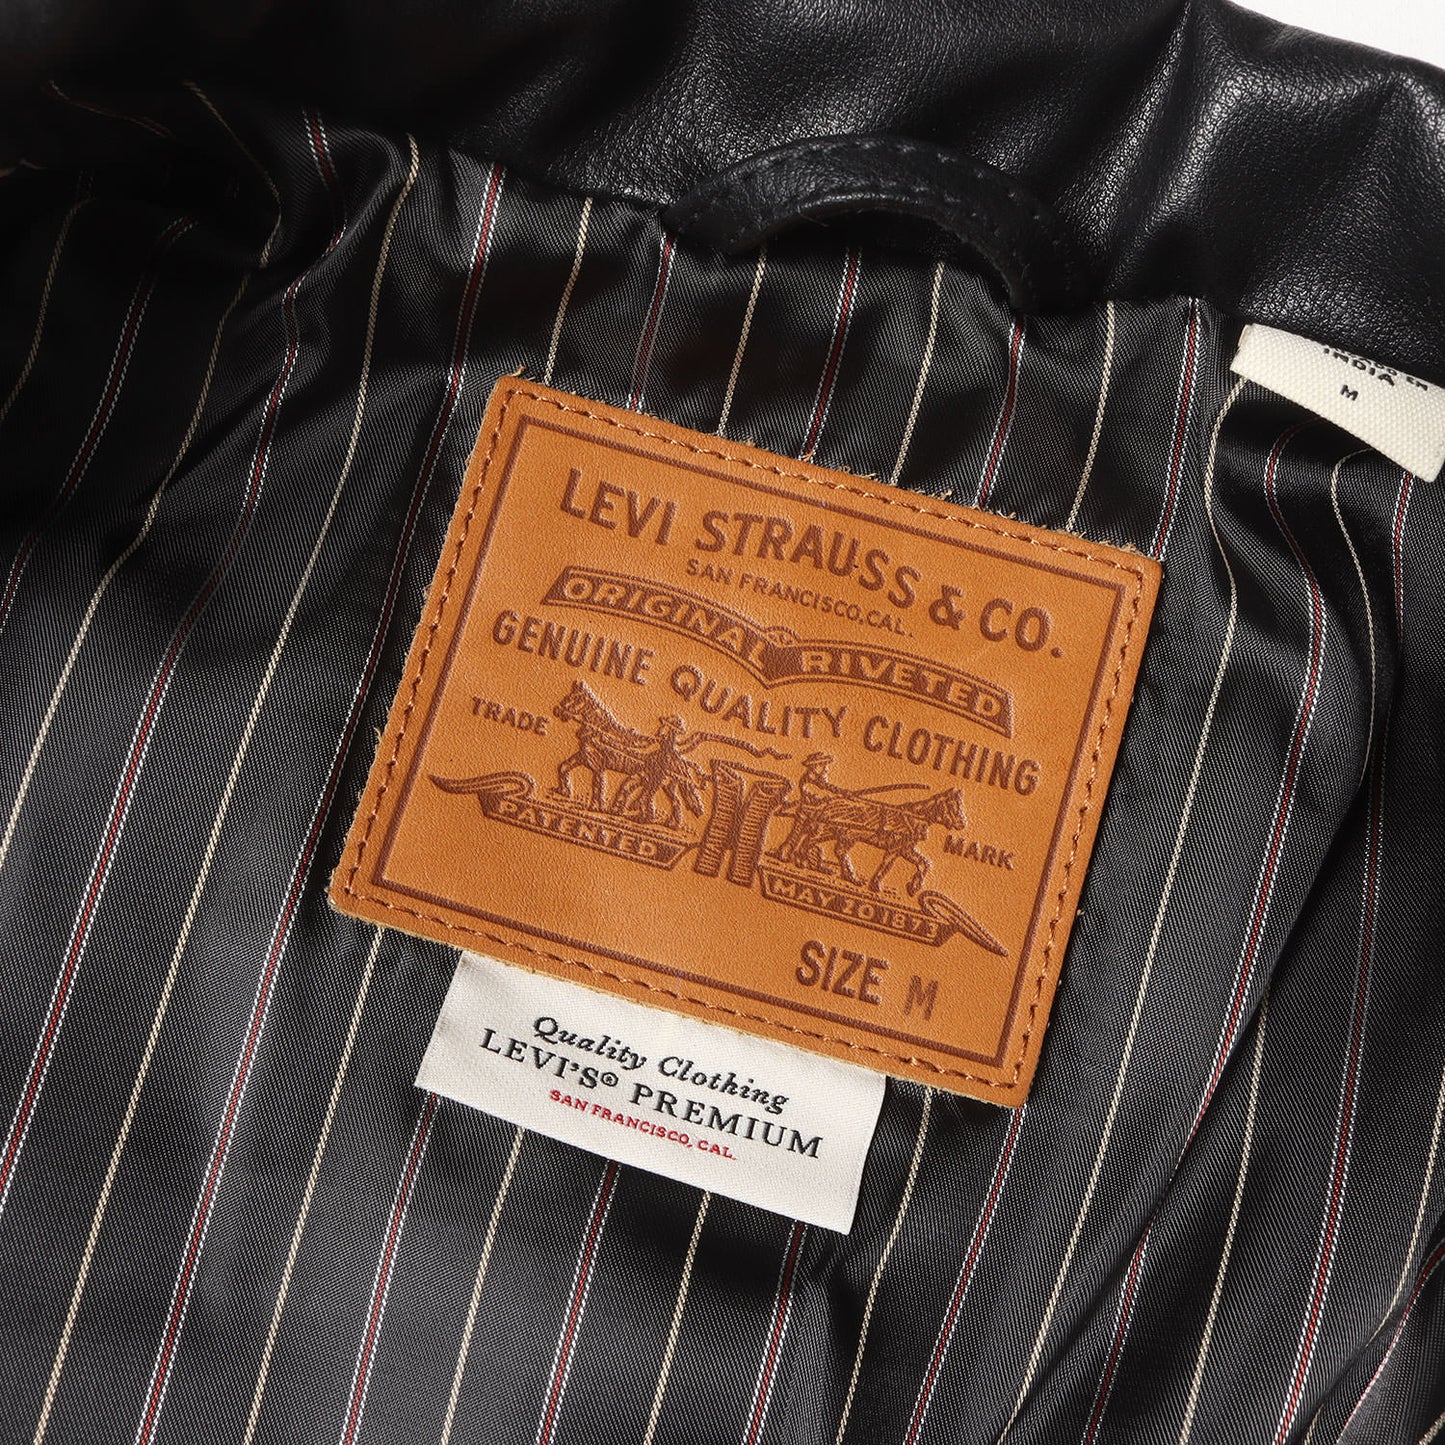 INDIA
M
LEVI STRAUSS & CO.
SAN FRANCISCO, CAL.
ORIGINAL RIVETED
GENUINE QUALITY CLOTHING
TRADE MARK
PATENTED MAY 20 1873
SIZE M
Quality Clothing
LEVI'S® PREMIUM
SAN FRANCISCO, CAL.